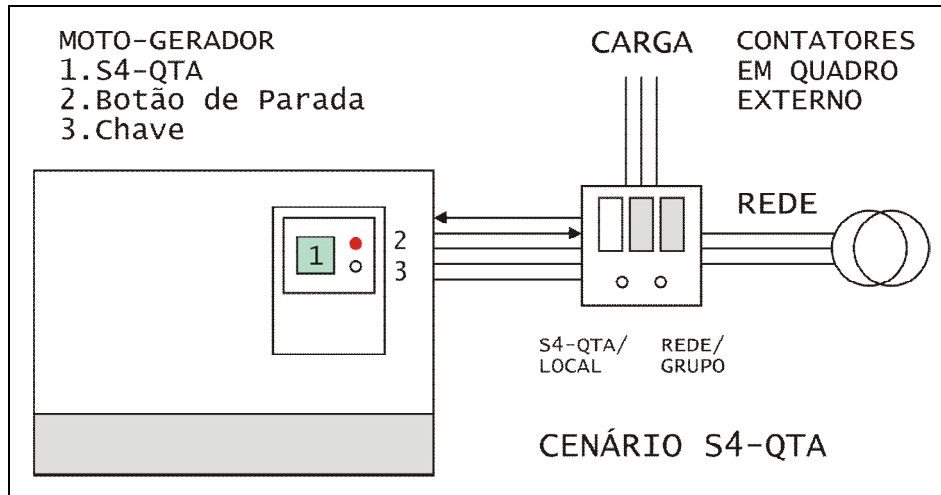 MOTO-GERADOR
1.S4-QTA
2.Botão de Parada
3.Chave
CARGA
CONTATORES
EM QUADRO
EXTERNO
REDE
1
2
3
S4-QTA/
LOCAL
REDE/
GRUPO
CENÁRIO S4-QTA